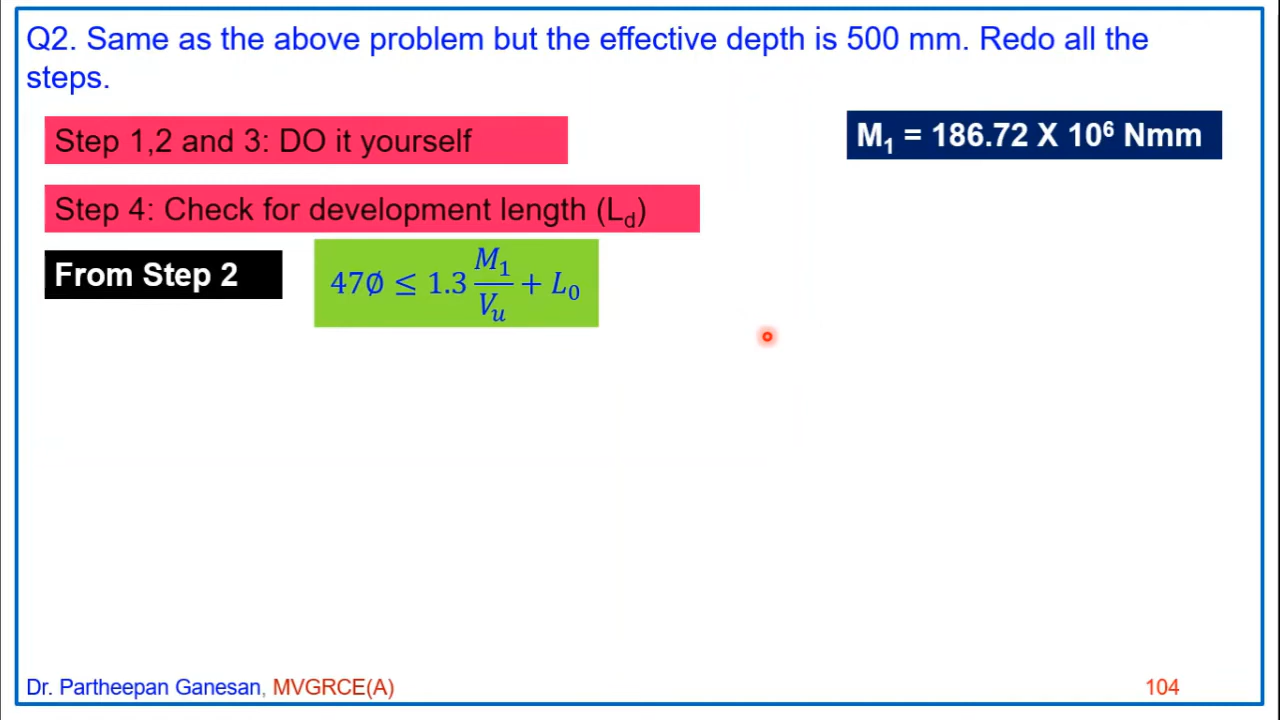 Q2. Same as the above problem but the effective depth is 500 mm. Redo all the
steps.
Step 1,2 and 3: DO it yourself
M₁ = 186.72 X 10⁶ Nmm
Step 4: Check for development length (L_d)
From Step 2
47∅ ≤ 1.3 M₁/V_u + L₀
Dr. Partheepan Ganesan, MVGRCE(A)
104